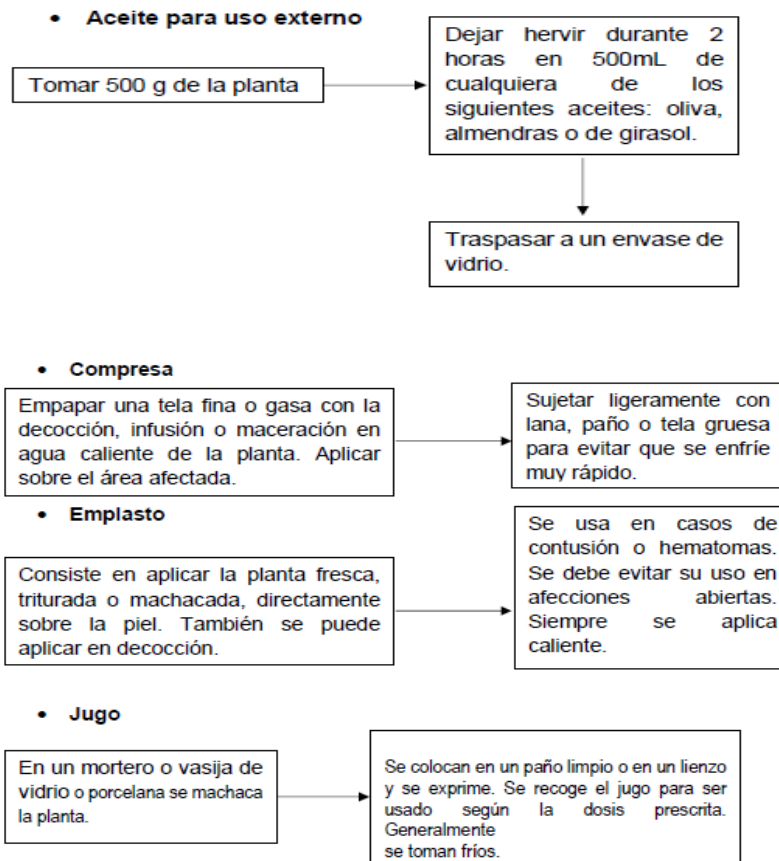 • Aceite para uso externo
Tomar 500 g de la planta
Dejar hervir durante 2
horas en 500mL de
cualquiera de los
siguientes aceites: oliva,
almendras o de girasol.
Traspasar a un envase de
vidrio.
• Compresa
Empapar una tela fina o gasa con la
decocción, infusión o maceración en
agua caliente de la planta. Aplicar
sobre el área afectada.
Sujetar ligeramente con
lana, paño o tela gruesa
para evitar que se enfríe
muy rápido.
• Emplasto
Consiste en aplicar la planta fresca,
triturada o machacada, directamente
sobre la piel. También se puede
aplicar en decocción.
Se usa en casos de
contusión o hematomas.
Se debe evitar su uso en
afecciones abiertas.
Siempre se aplica
caliente.
• Jugo
En un mortero o vasija de
vidrio o porcelana se machaca
la planta.
Se colocan en un paño limpio o en un lienzo
y se exprime. Se recoge el jugo para ser
usado según la dosis prescrita.
Generalmente
se toman fríos.